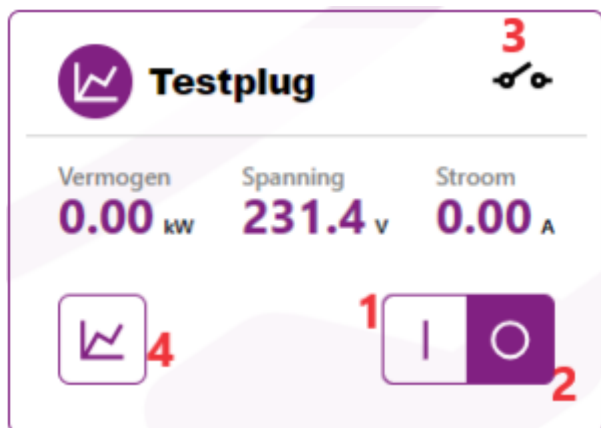 3
Testplug
Vermogen Spanning Stroom
0.00 kW 231.4 V 0.00 A
4 1 2